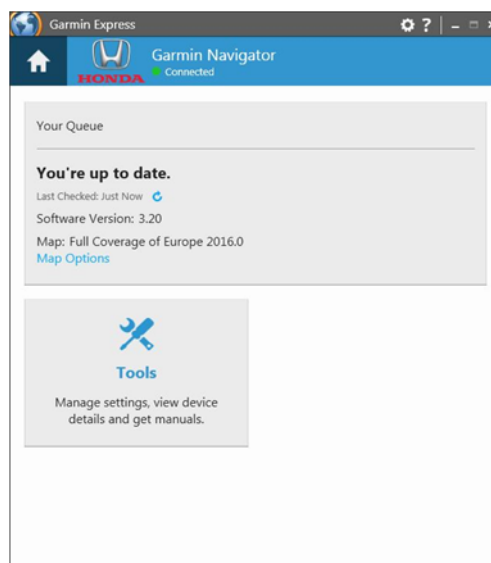 Garmin Express
?
HONDA
Garmin Navigator
Connected
Your Queue
You're up to date.
Last Checked: Just Now
Software Version: 3.20
Map: Full Coverage of Europe 2016.0
Map Options
Tools
Manage settings, view device
details and get manuals.